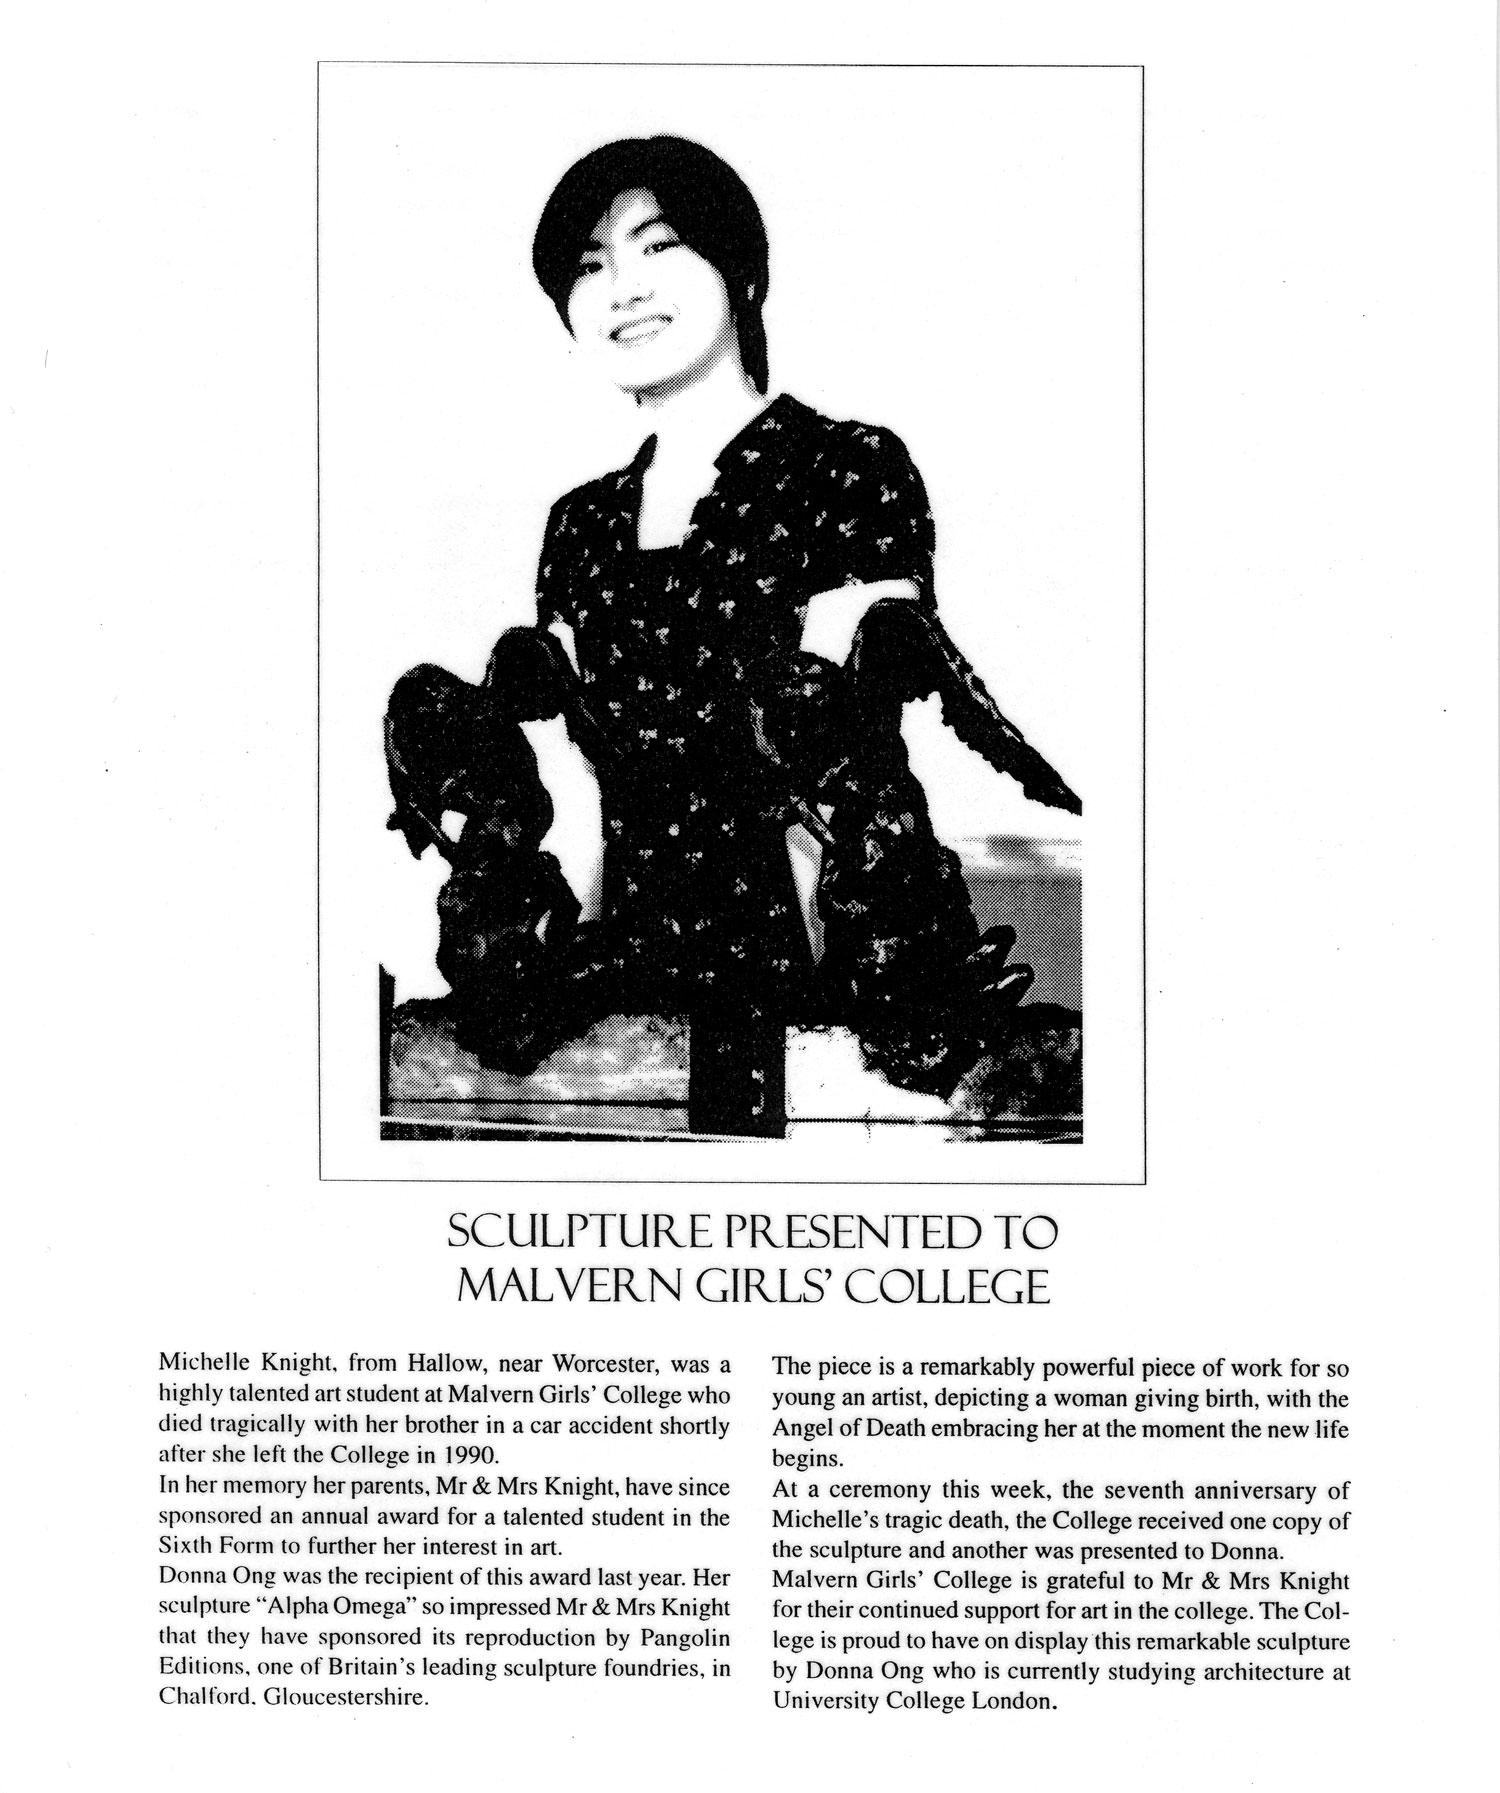 SCULPTURE PRESENTED TO
MALVERN GIRLS' COLLEGE
Michelle Knight, from Hallow, near Worcester, was a
highly talented art student at Malvern Girls' College who
died tragically with her brother in a car accident shortly
after she left the College in 1990.
In her memory her parents, Mr & Mrs Knight, have since
sponsored an annual award for a talented student in the
Sixth Form to further her interest in art.
Donna Ong was the recipient of this award last year. Her
sculpture “Alpha Omega” so impressed Mr & Mrs Knight
that they have sponsored its reproduction by Pangolin
Editions, one of Britain's leading sculpture foundries, in
Chalford. Gloucestershire.
The piece is a remarkably powerful piece of work for so
young an artist, depicting a woman giving birth, with the
Angel of Death embracing her at the moment the new life
begins.
At a ceremony this week, the seventh anniversary of
Michelle's tragic death, the College received one copy of
the sculpture and another was presented to Donna.
Malvern Girls' College is grateful to Mr & Mrs Knight
for their continued support for art in the college. The Col-
lege is proud to have on display this remarkable sculpture
by Donna Ong who is currently studying architecture at
University College London.